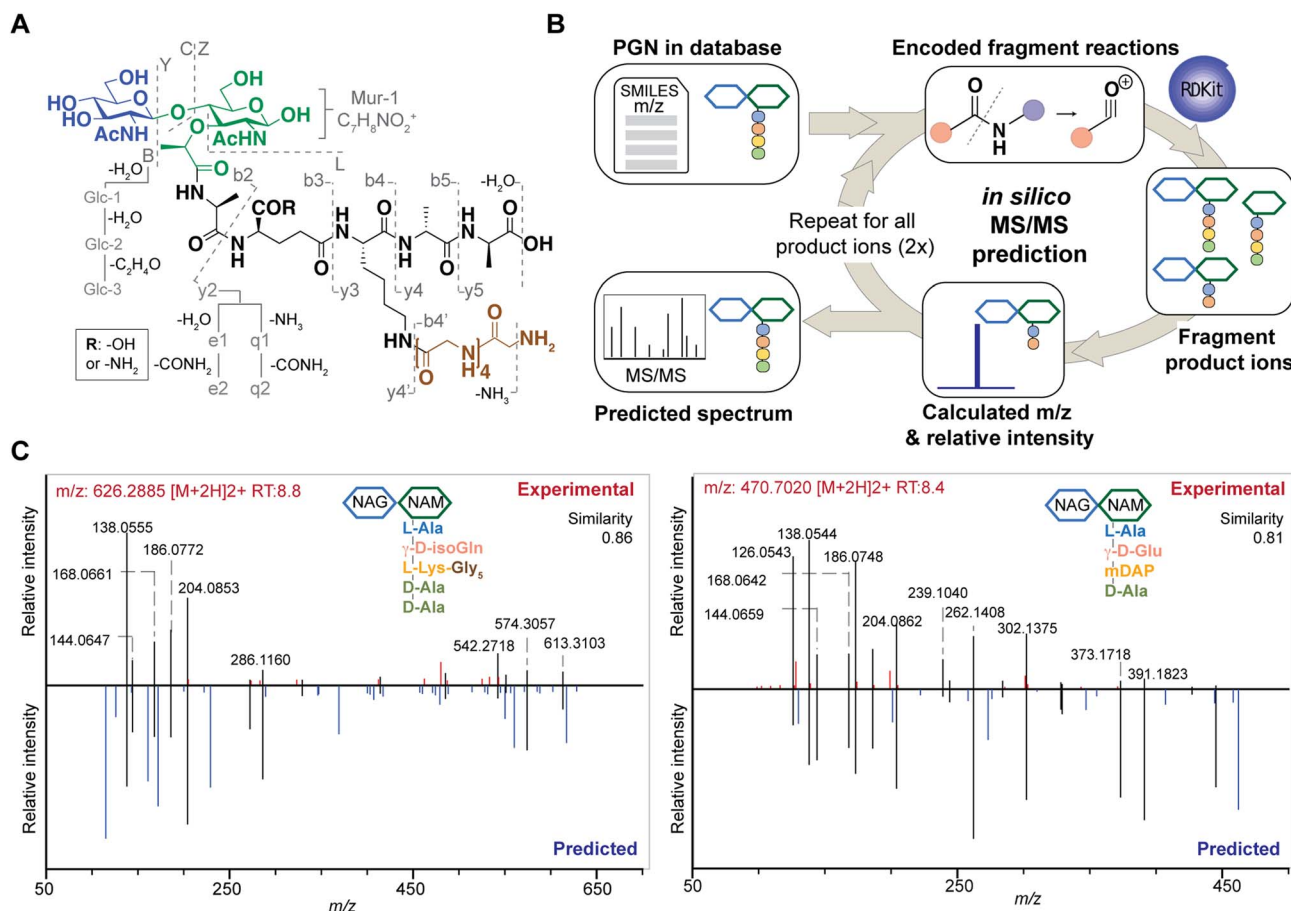 A
Y
C
Z
OH
HO
HO
O
AcNH
O
OH
O
O
AcHN
OH
Mur-1
C₇H₈NO₂⁺
B
-H₂O
L
O
HN
b2
COR
b3
b4
b5
-H₂O
Glc-1
-H₂O
Glc-2
-C₂H₄O
Glc-3
O
N
H
O
H
N
O
N
H
H
N
O
O
OH
y2
y3
y4
y5
-H₂O
-NH₃
e1
q1
R: -OH
or -NH₂
-CONH₂
-CONH₂
e2
q2
HN
b4'
O
N
H
4
O
NH₂
y4'
-NH₃
B
PGN in database
SMILES
m/z
Encoded fragment reactions
O
N
H
O
⊕
RDKit
in silico
MS/MS
prediction
Repeat for all
product ions (2x)
Fragment
product ions
MS/MS
Predicted spectrum
Calculated m/z
& relative intensity
C
m/z: 626.2885 [M+2H]2+ RT:8.8
Experimental
Similarity
0.86
NAG
NAM
L-Ala
γ-D-isoGln
L-Lys-Gly₅
D-Ala
D-Ala
138.0555
186.0772
168.0661
204.0853
144.0647
286.1160
542.2718
574.3057
613.3103
Relative intensity
Relative intensity
Predicted
50
250
450
650
m/z
m/z: 470.7020 [M+2H]2+ RT:8.4
Experimental
Similarity
0.81
NAG
NAM
L-Ala
γ-D-Glu
mDAP
D-Ala
138.0544
126.0543
186.0748
168.0642
144.0659
204.0862
239.1040
262.1408
302.1375
373.1718
391.1823
Relative intensity
Relative intensity
Predicted
50
250
450
m/z